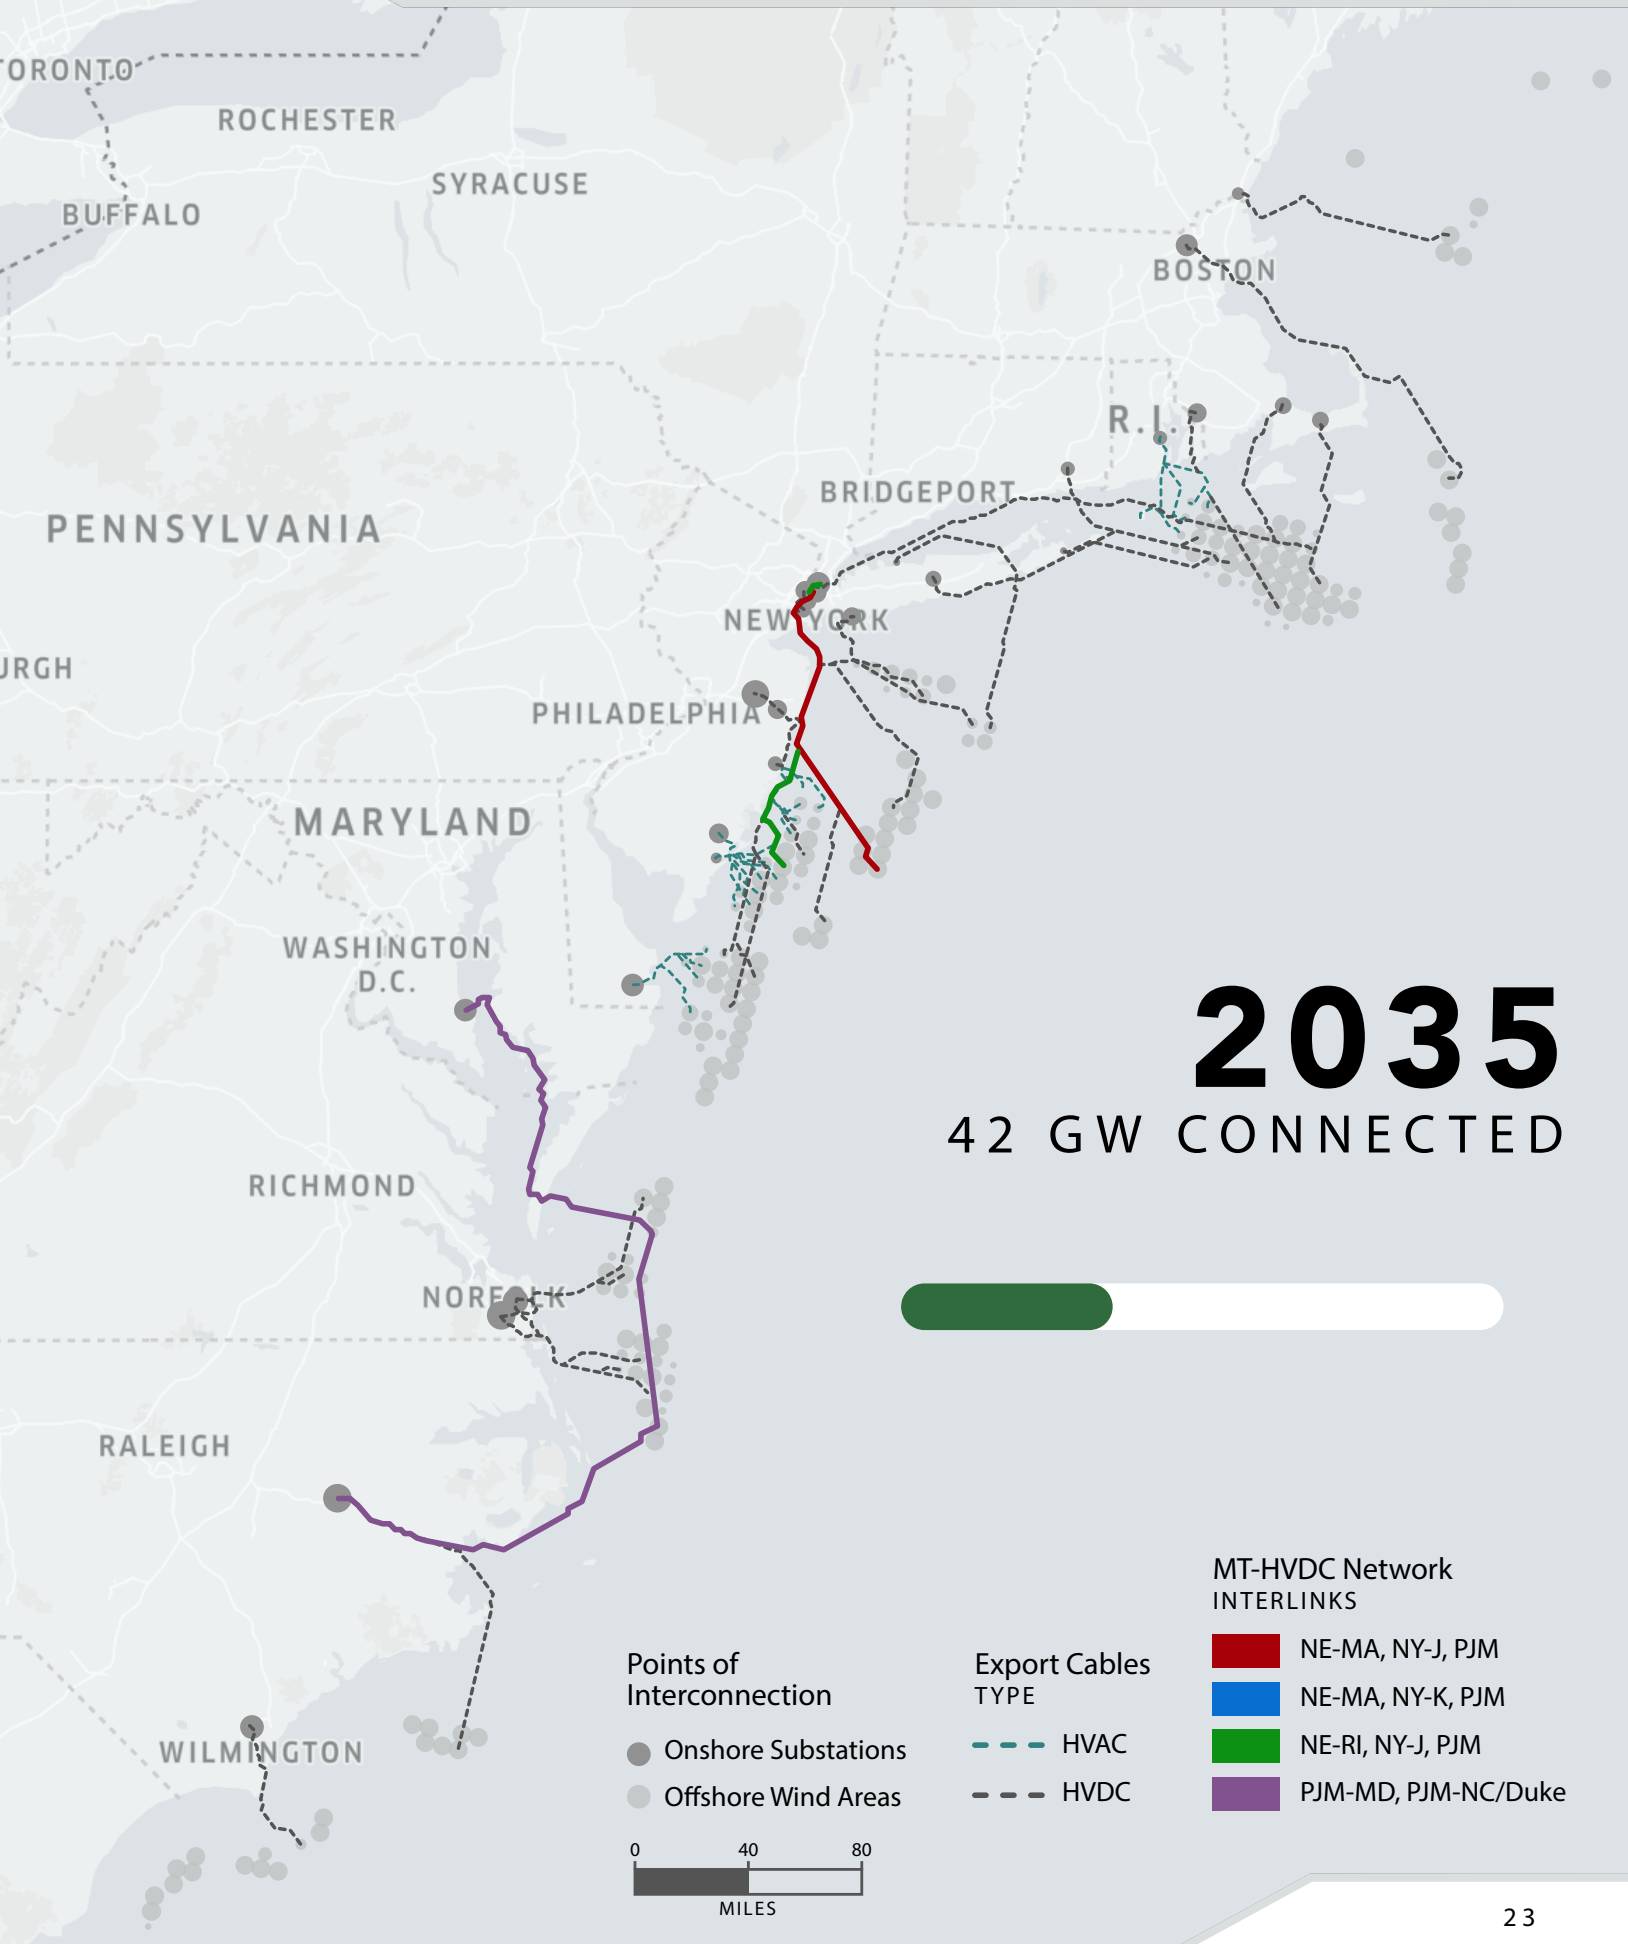 TORONTO
ROCHESTER
SYRACUSE
BUFFALO
BOSTON
R.I.
BRIDGEPORT
PENNSYLVANIA
NEW YORK
URGH
PHILADELPHIA
MARYLAND
WASHINGTON
D.C.
2035
42 GW CONNECTED
RICHMOND
NORFOLK
RALEIGH
WILMINGTON
Points of
Interconnection
Onshore Substations
Offshore Wind Areas
Export Cables
TYPE
HVAC
HVDC
MT-HVDC Network
INTERLINKS
NE-MA, NY-J, PJM
NE-MA, NY-K, PJM
NE-RI, NY-J, PJM
PJM-MD, PJM-NC/Duke
0 40 80
MILES
23